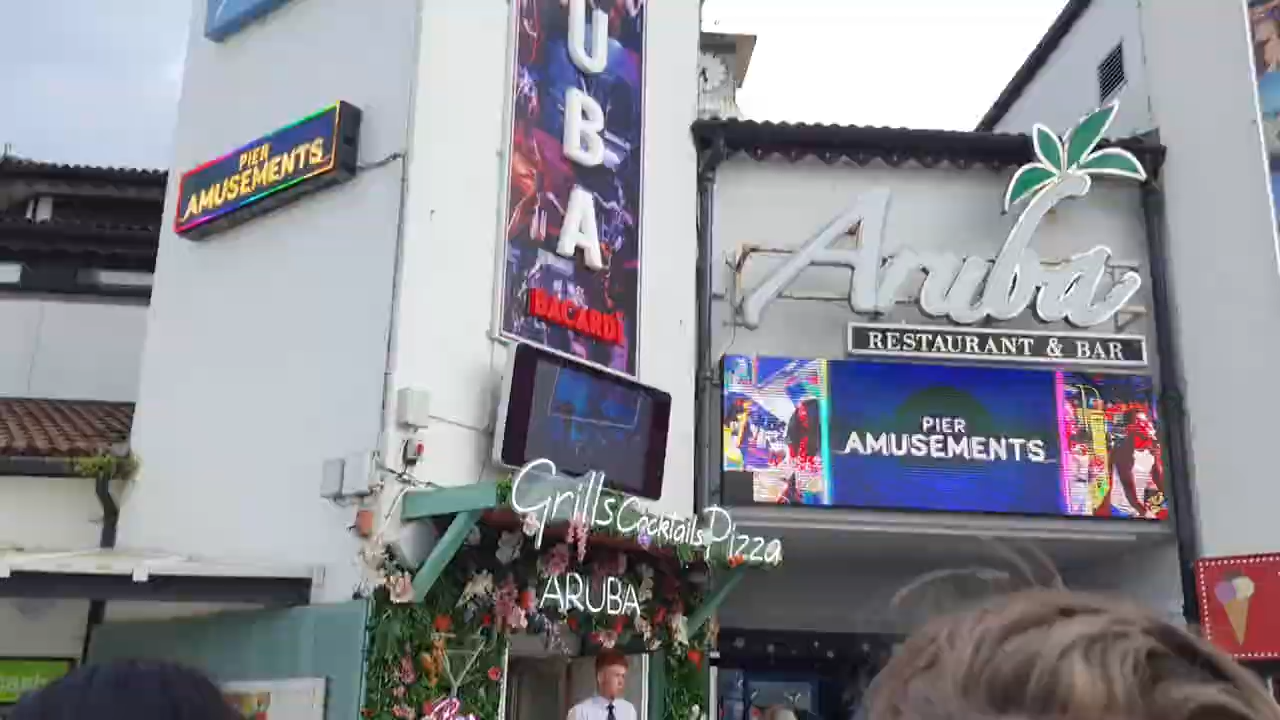 PIER
AMUSEMENTS
UBA
BACARDI
Aruba
RESTAURANT & BAR
PIER
AMUSEMENTS
Grills Cocktails Pizza
ARUBA